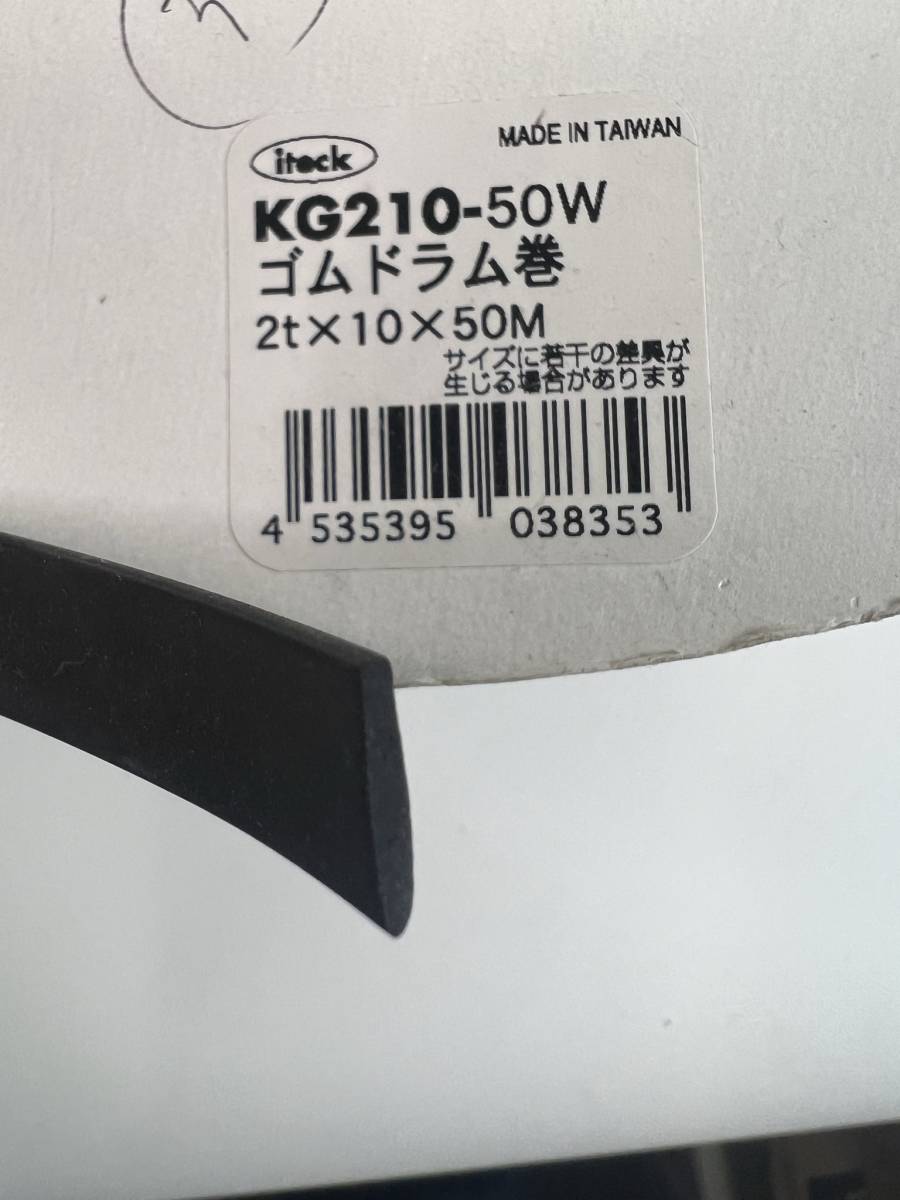 iteck
MADE IN TAIWAN
KG210-50W
ゴムドラム巻
2t×10×50M
サイズに若干の差異が
生じる場合があります
4 535395 038353